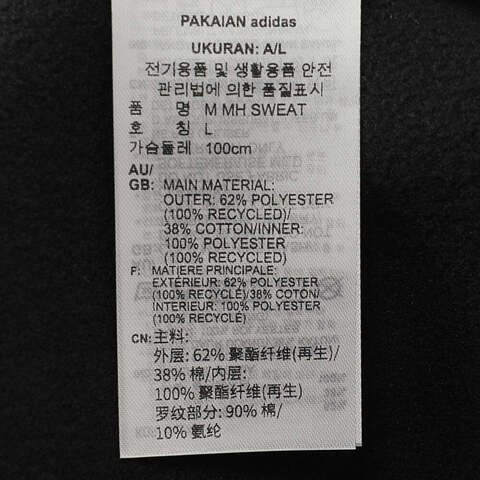 PAKAIAN adidas
UKURAN: A/L
전기용품 및 생활용품 안전
관리법에 의한 품질표시
품 명 M MH SWEAT
호 칭 L
가슴둘레 100cm
AU/
GB: MAIN MATERIAL:
OUTER: 62% POLYESTER
(100% RECYCLED)/
38% COTTON/INNER:
100% POLYESTER
(100% RECYCLED)
F: MATIERE PRINCIPALE:
EXTÉRIEUR: 62% POLYESTER
(100% RECYCLÉ)/38% COTON/
INTERIEUR: 100% POLYESTER
(100% RECYCLÉ)
CN: 主料:
外层: 62% 聚酯纤维(再生)/
38% 棉/内层:
100% 聚酯纤维(再生)
罗纹部分: 90% 棉/
10% 氨纶